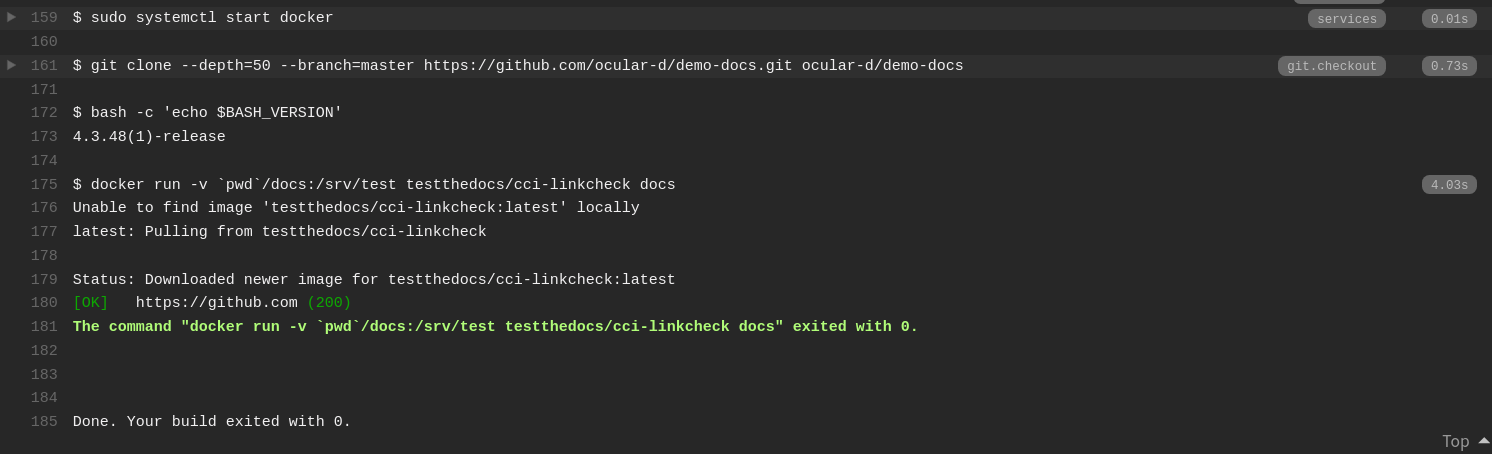 159 $ sudo systemctl start docker services 0.01s
160
161 $ git clone --depth=50 --branch=master https://github.com/ocular-d/demo-docs.git ocular-d/demo-docs git.checkout 0.73s
171
172 $ bash -c 'echo $BASH_VERSION'
173 4.3.48(1)-release
174
175 $ docker run -v `pwd`/docs:/srv/test testthedocs/cci-linkcheck docs 4.03s
176 Unable to find image 'testthedocs/cci-linkcheck:latest' locally
177 latest: Pulling from testthedocs/cci-linkcheck
178
179 Status: Downloaded newer image for testthedocs/cci-linkcheck:latest
180 [OK] https://github.com (200)
181 The command "docker run -v `pwd`/docs:/srv/test testthedocs/cci-linkcheck docs" exited with 0.
182
183
184
185 Done. Your build exited with 0.
Top